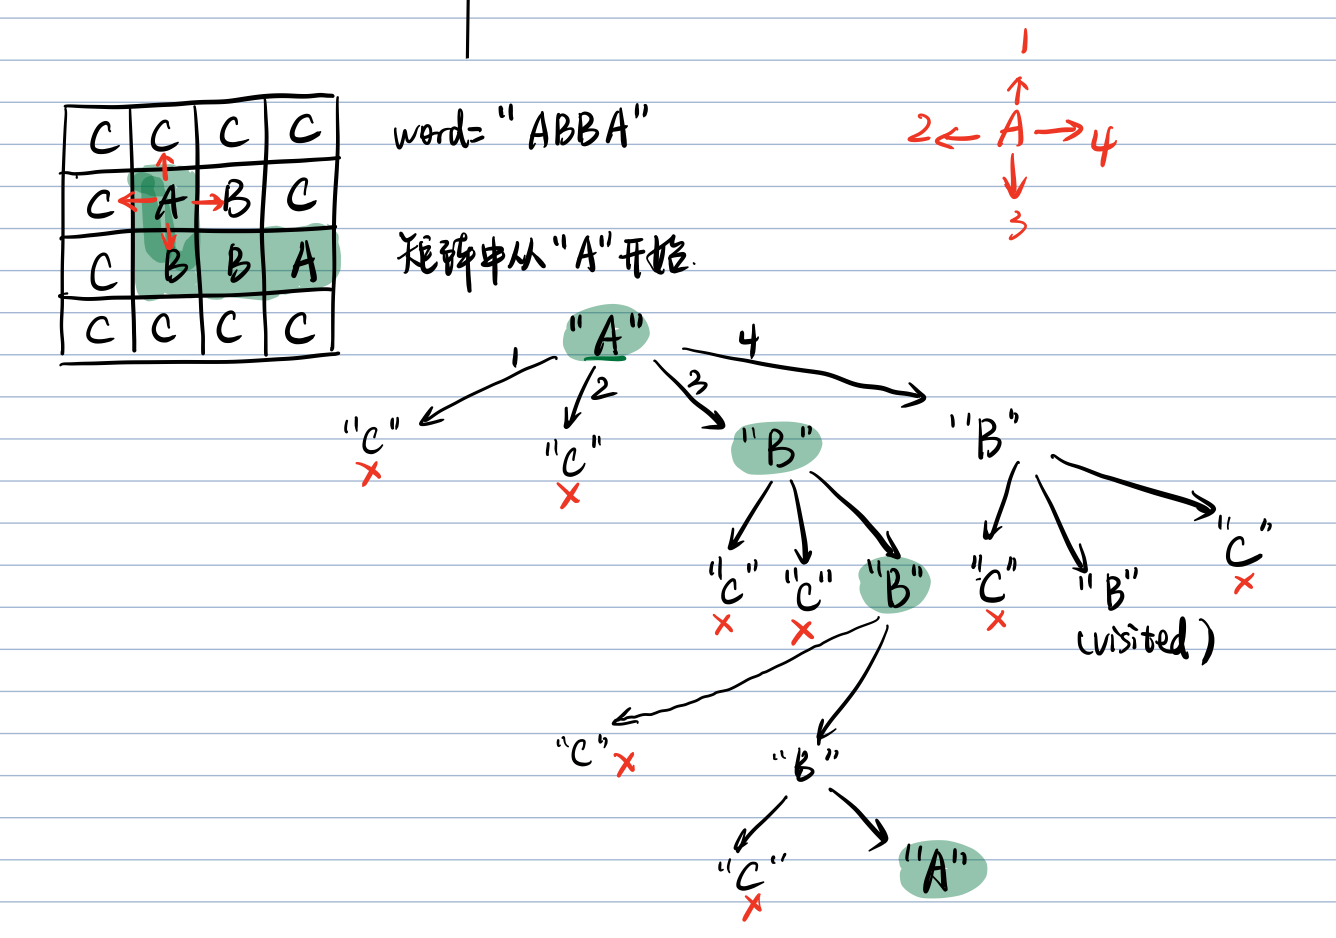 1
C C C C
word= "ABBA"
2 A 4
C A B C
3
C B B A
矩阵中从"A"开始.
C C C C
"A"
1 2 3 4
"C" "C" "B" "B"
x x
"C" "C" "B" "C" "B" "C"
x x x x
(visited)
"C" x "B"
"C" "A"
x